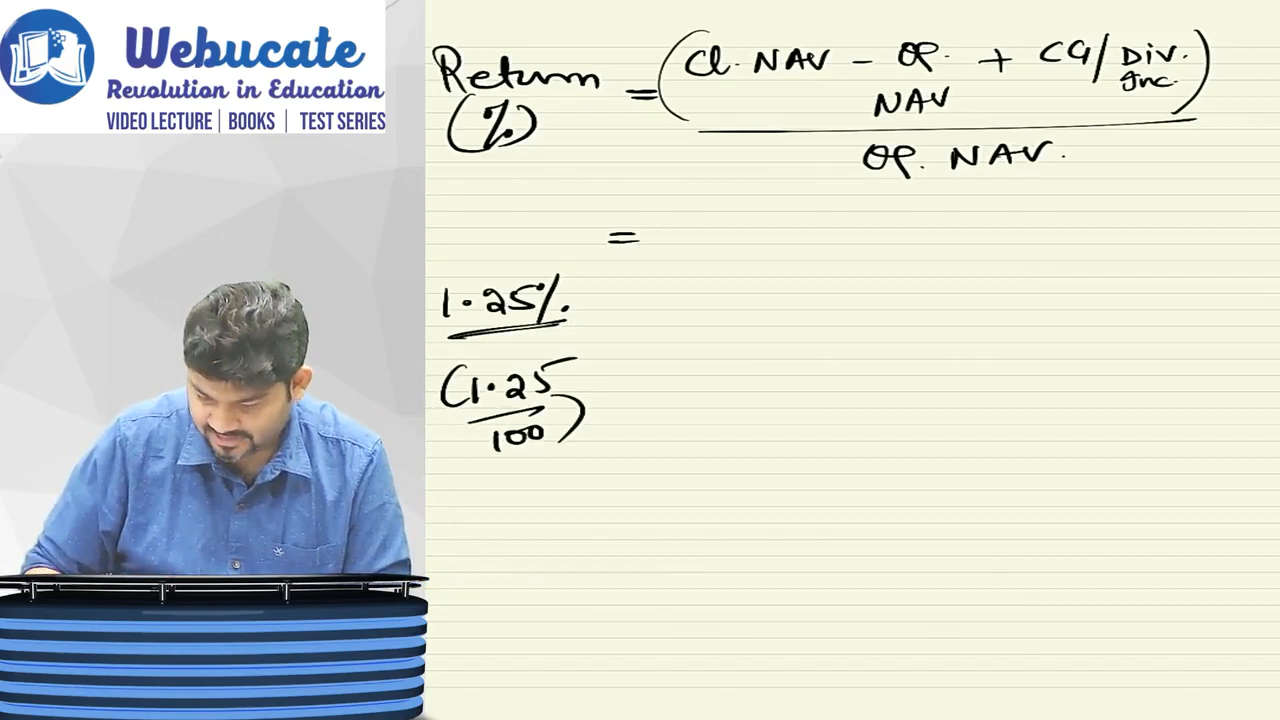 Webucate
Revolution in Education
VIDEO LECTURE | BOOKS | TEST SERIES
Return = (Cl. NAV - OP. NAV + CG/Div. Inc.)
(%)
OP. NAV.
=
1.25%.
(1.25
100)